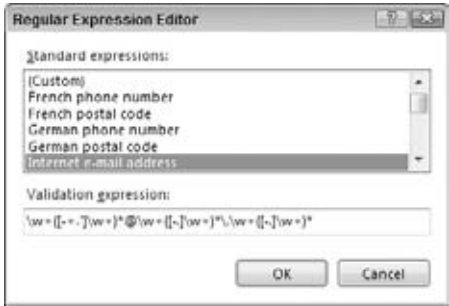 Regular Expression Editor
Standard expressions:
(Custom)
French phone number
French postal code
German phone number
German postal code
Internet e-mail address
Validation expression:
\w+([-+.']\w+)*@\w+([-.]\w+)*\.\w+([-.]\w+)*
OK Cancel